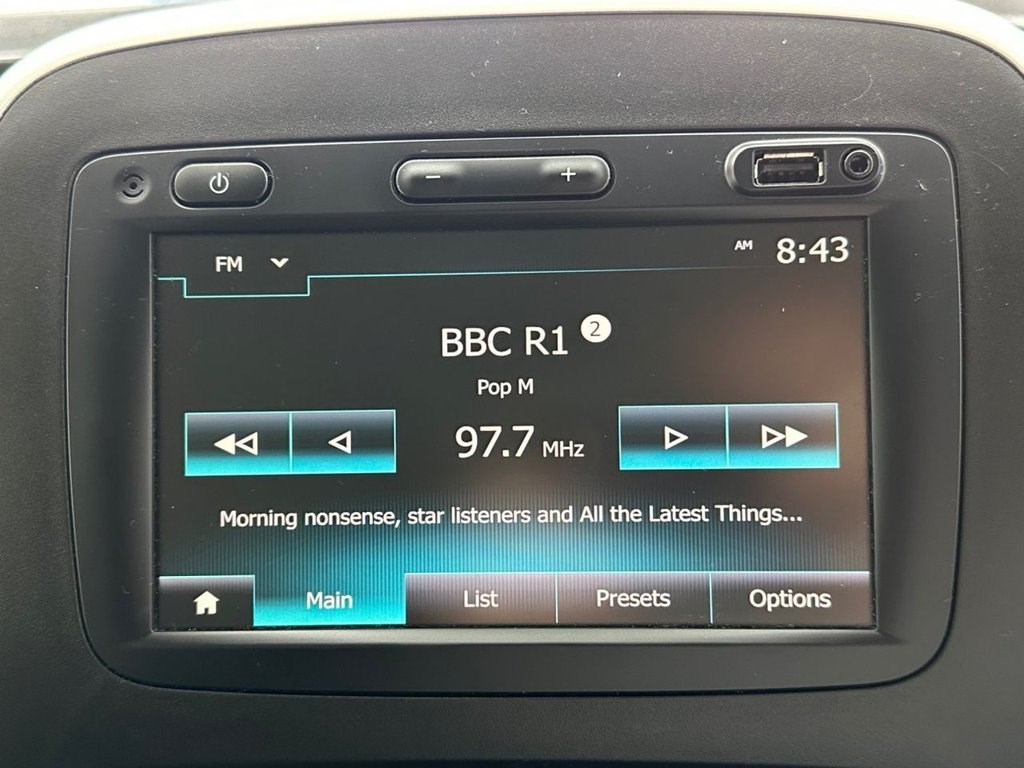 FM
AM 8:43
BBC R1 2
Pop M
97.7 MHz
Morning nonsense, star listeners and All the Latest Things...
Main List Presets Options